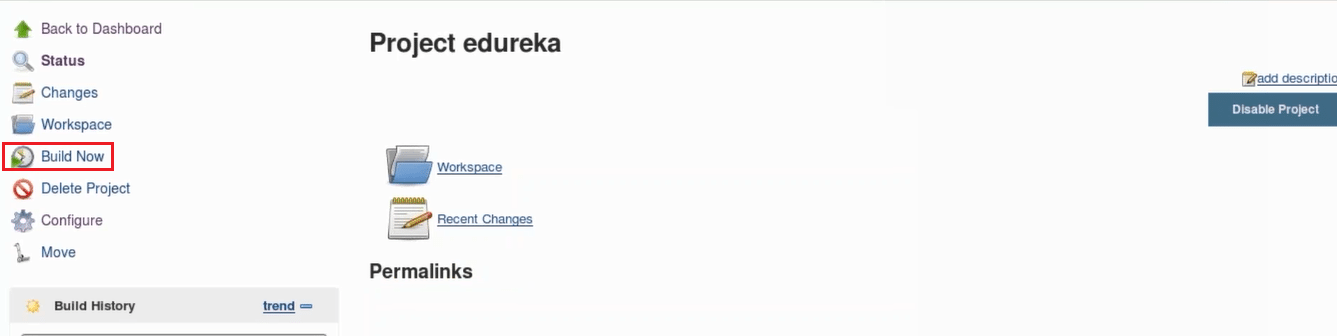 Back to Dashboard
Status
Changes
Workspace
Build Now
Delete Project
Configure
Move
Build History trend
Project edureka
add descriptio
Disable Project
Workspace
Recent Changes
Permalinks